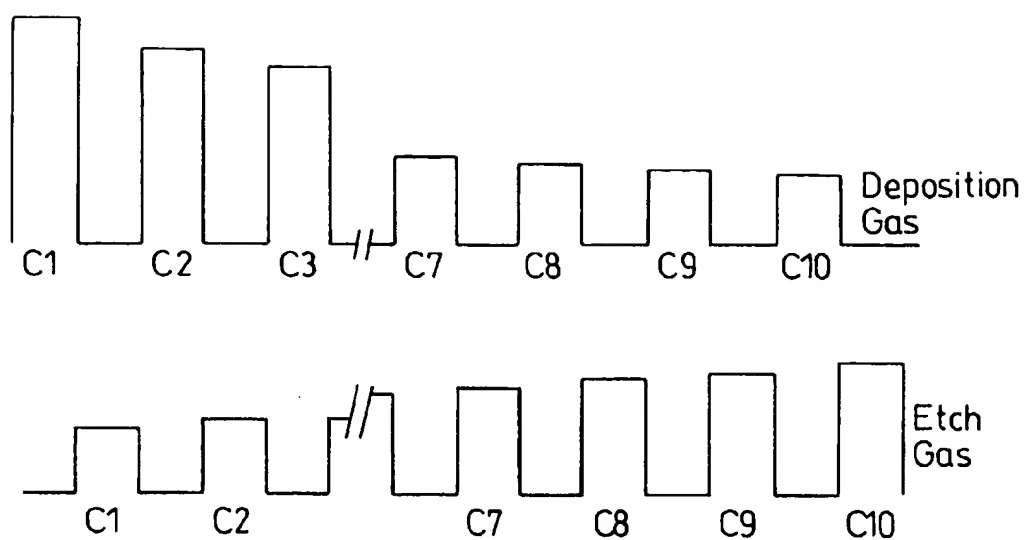 C1 C2 C3 C7 C8 C9 C10
Deposition
Gas
C1 C2 C7 C8 C9 C10
Etch
Gas